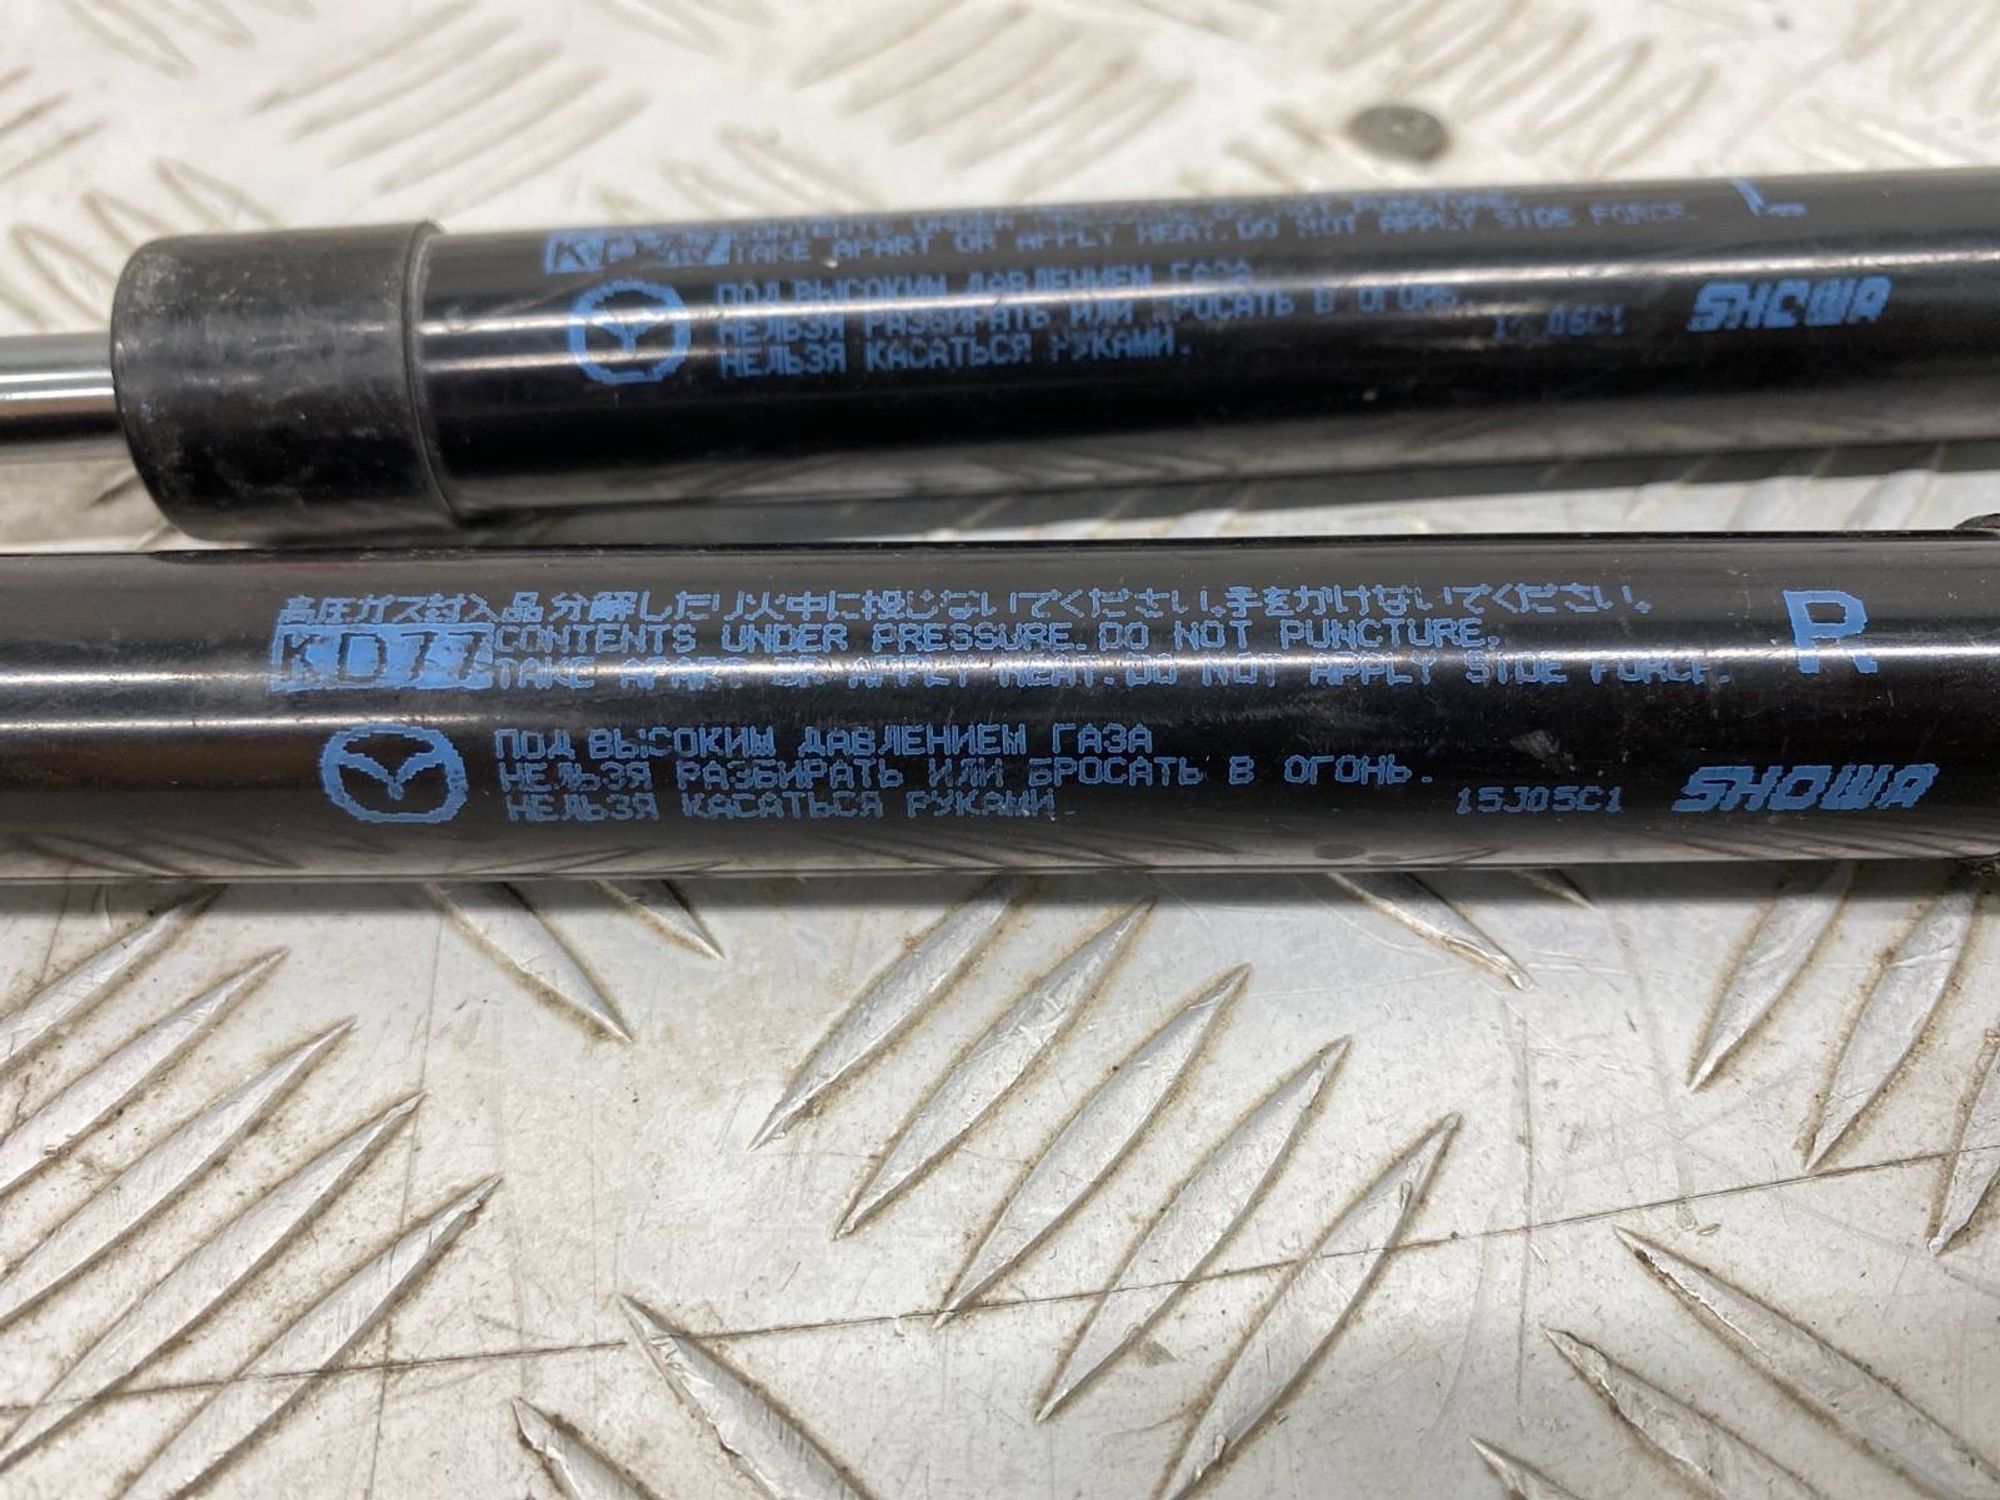 CONTENTS UNDER PRESSURE. DO NOT PUNCTURE,
TAKE APART OR APPLY HEAT. DO NOT APPLY SIDE FORCE.
L
ПОД ВЫСОКИМ ДАВЛЕНИЕМ ГАЗА
НЕЛЬЗЯ РАЗБИРАТЬ ИЛИ БРОСАТЬ В ОГОНЬ.
НЕЛЬЗЯ КАСАТЬСЯ РУКАМИ.
SHOWA
高圧ガス封入品分解したり火中に投じないでください。手をかけないでください。
KD77 CONTENTS UNDER PRESSURE. DO NOT PUNCTURE,
TAKE APART OR APPLY HEAT. DO NOT APPLY SIDE FORCE.
R
ПОД ВЫСОКИМ ДАВЛЕНИЕМ ГАЗА
НЕЛЬЗЯ РАЗБИРАТЬ ИЛИ БРОСАТЬ В ОГОНЬ.
НЕЛЬЗЯ КАСАТЬСЯ РУКАМИ.
15J05C1 SHOWA